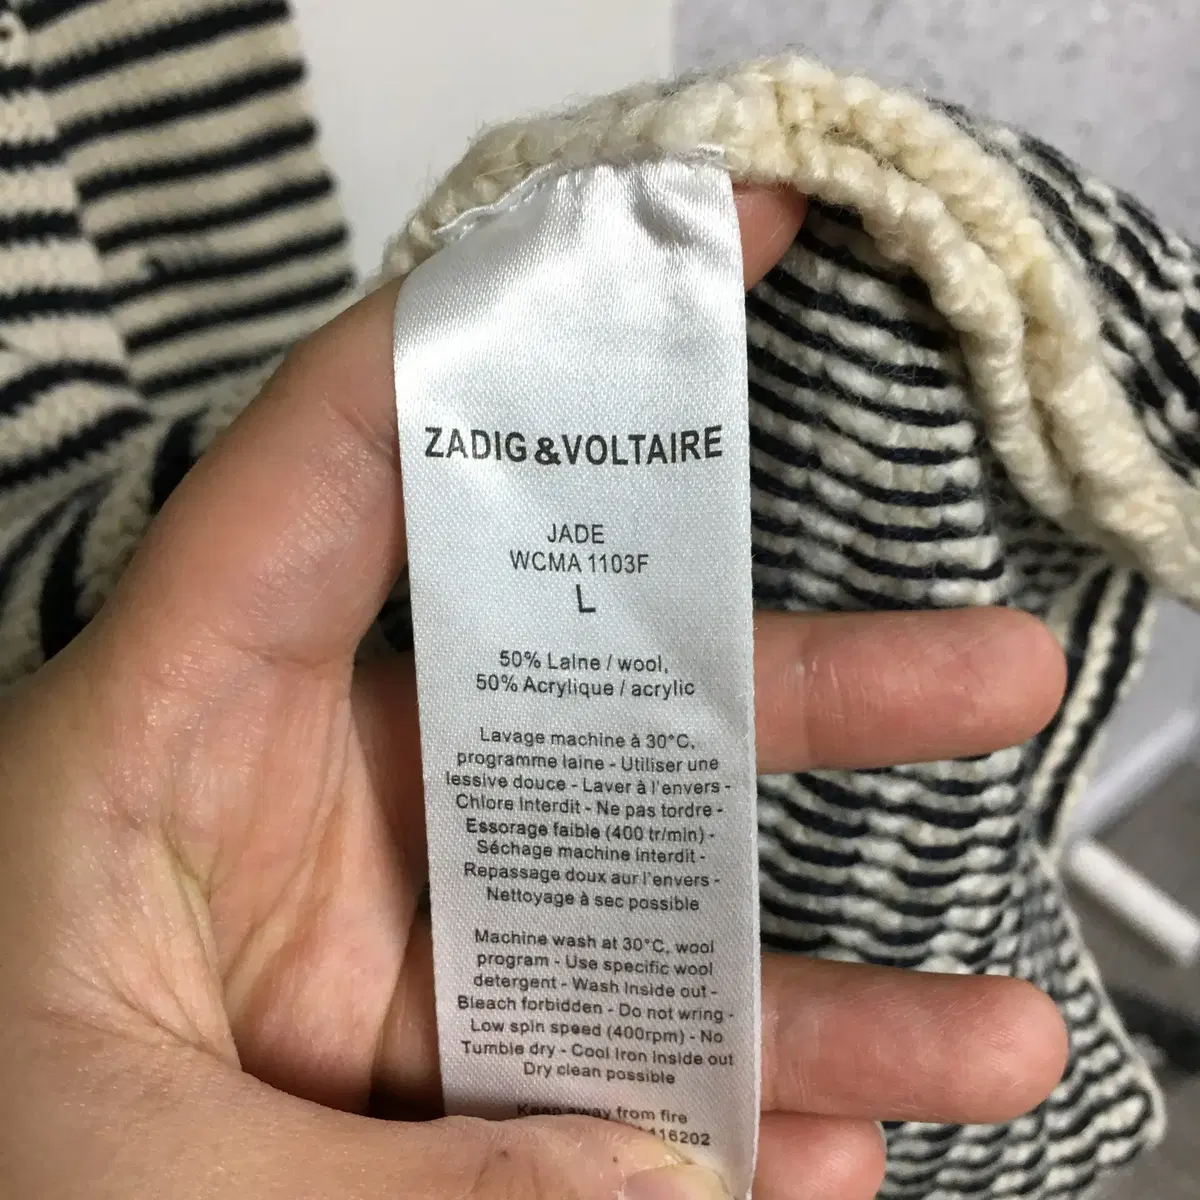 ZADIG&VOLTAIRE
JADE
WCMA 1103F
L
50% Laine / wool,
50% Acrylique / acrylic
Lavage machine à 30°C,
programme laine - Utiliser une
lessive douce - Laver à l'envers -
Chlore Interdit - Ne pas tordre -
Essorage faible (400 tr/min) -
Séchage machine interdit -
Repassage doux aur l'envers -
Nettoyage à sec possible
Machine wash at 30°C, wool
program - Use specific wool
detergent - Wash Inside out -
Bleach forbidden - Do not wring -
Low spin speed (400rpm) - No
Tumble dry - Cool Iron Inside out
Dry clean possible
Keep away from fire
116202